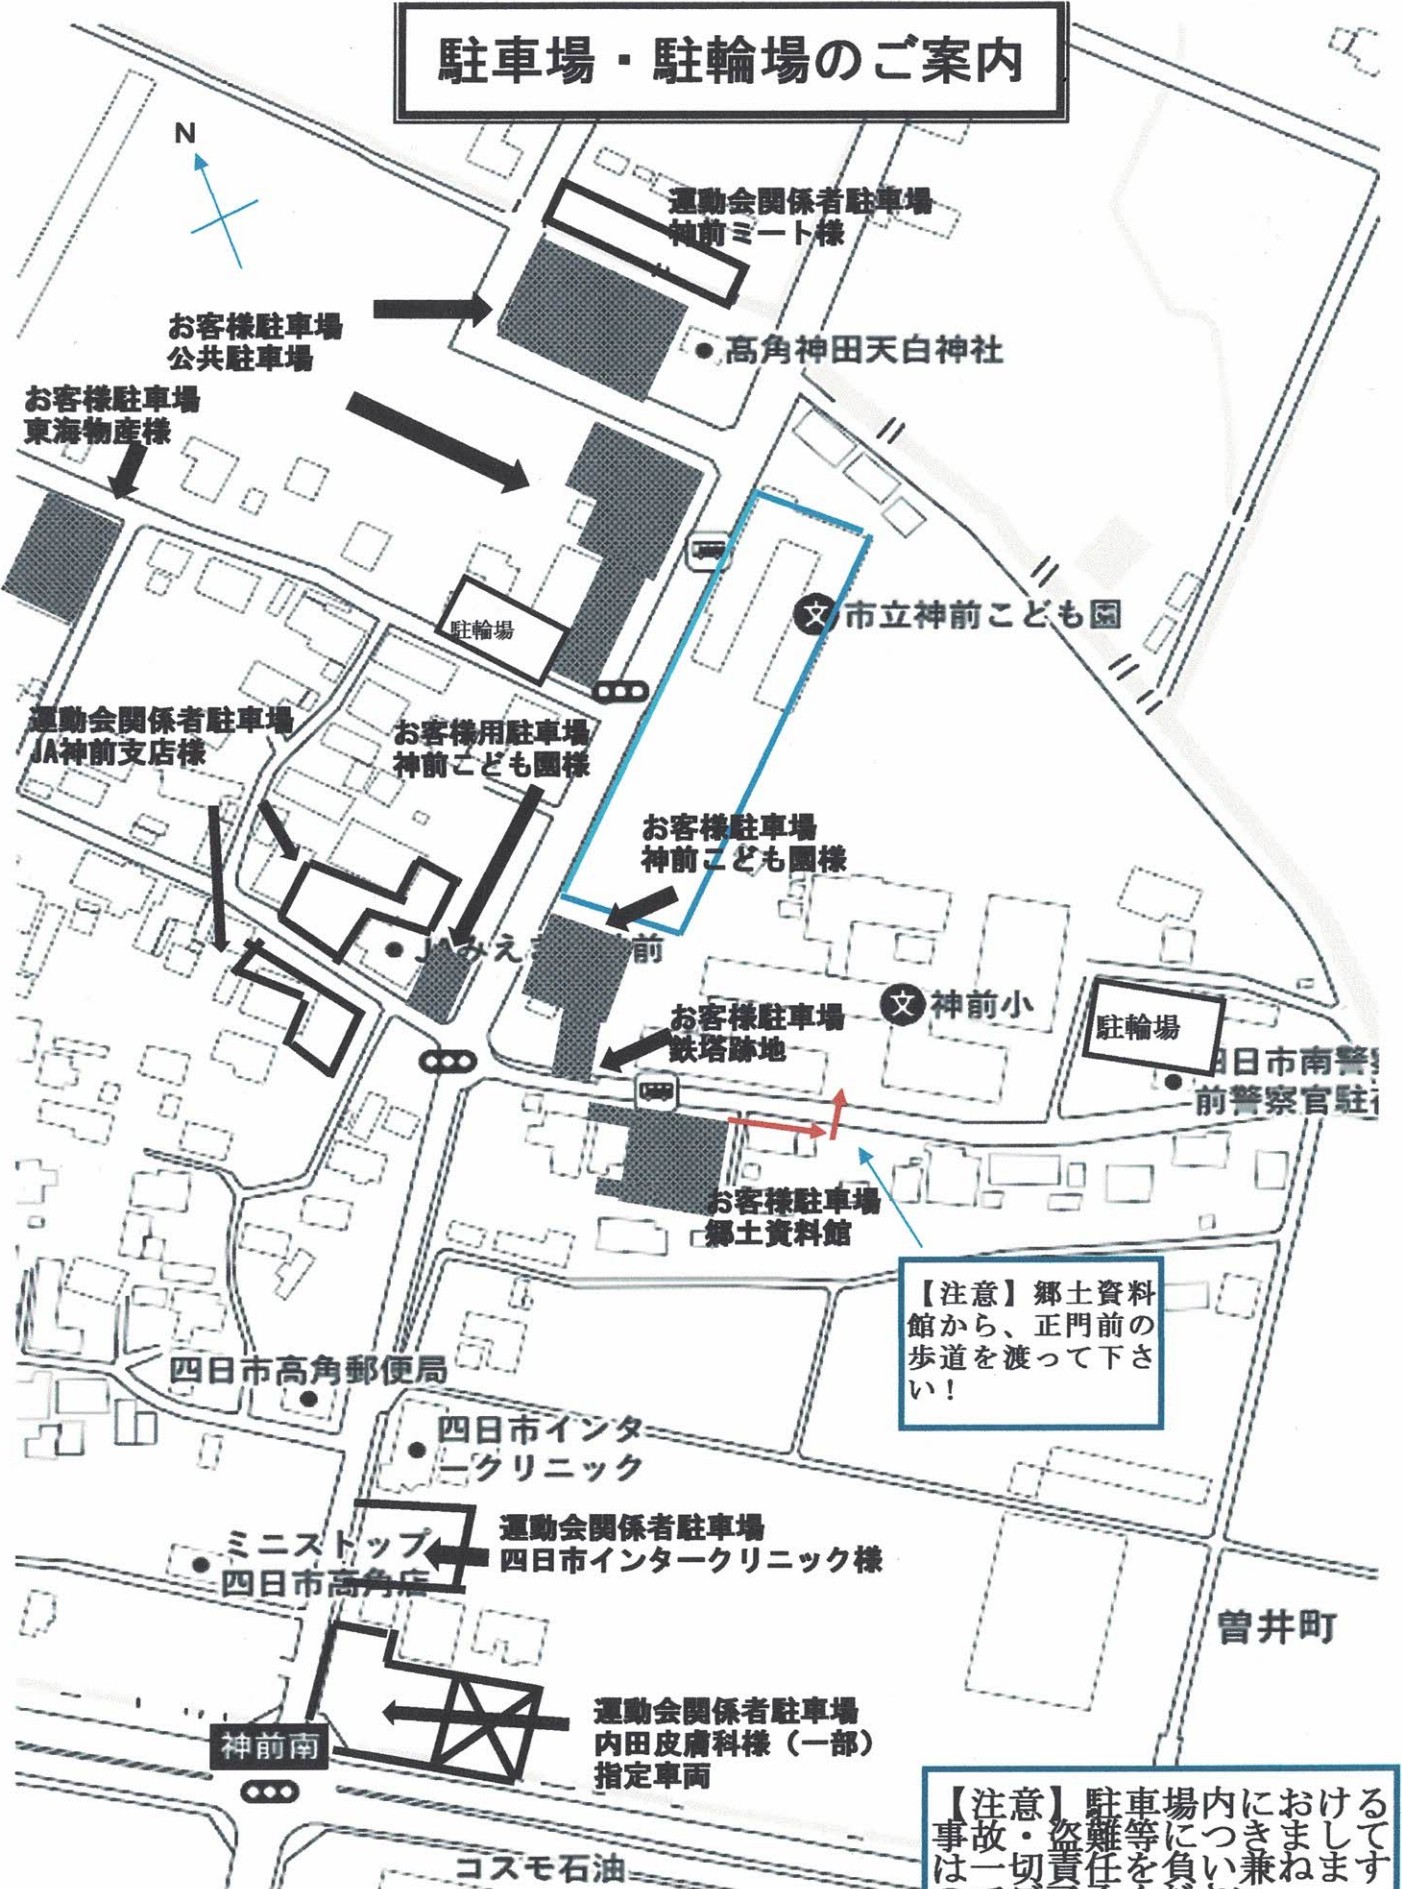 駐車場・駐輪場のご案内
N
運動会関係者駐車場
神前ミート様
お客様駐車場
公共駐車場
高角神田天白神社
お客様駐車場
東海物産様
市立神前こども園
駐輪場
運動会関係者駐車場
JA神前支店様
お客様用駐車場
神前こども園様
お客様駐車場
神前こども園様
JAみえ
前
神前小
お客様駐車場
鉄塔跡地
駐輪場
日市南警
前警察官駐
お客様駐車場
郷土資料館
【注意】郷土資料
館から、正門前の
歩道を渡って下さ
い！
四日市高角郵便局
四日市インタ
ークリニック
ミニストップ
四日市高角店
運動会関係者駐車場
四日市インタークリニック様
曽井町
運動会関係者駐車場
内田皮膚科様（一部）
指定車両
神前南
【注意】駐車場内における
事故・盗難等につきまして
は一切責任を負い兼ねます
コスモ石油